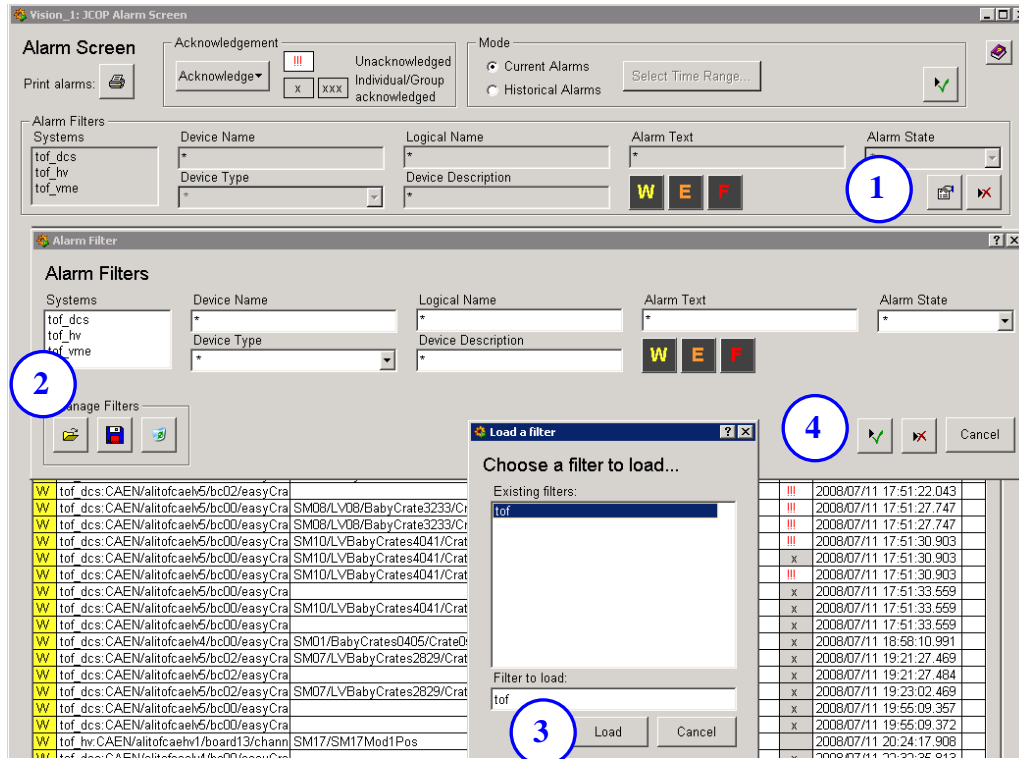 Vision_1: JCOP Alarm Screen
Alarm Screen
Print alarms:
Acknowledgement
Acknowledge
!!! Unacknowledged
x xxx Individual/Group
acknowledged
Mode
Current Alarms
Historical Alarms
Select Time Range...
Alarm Filters
Systems Device Name Logical Name Alarm Text Alarm State
tof_dcs * * * *
tof_hv
tof_vme
Device Type Device Description
* *
W E F
1
Alarm Filter
Alarm Filters
Systems Device Name Logical Name Alarm Text Alarm State
tof_dcs * * * *
tof_hv
tof_vme
Device Type Device Description
* *
W E F
2
Manage Filters
4
Cancel
Load a filter
Choose a filter to load...
Existing filters:
tof
Filter to load:
tof
3
Load Cancel
W tof_dcs:CAEN/alitofcaelv5/bc02/easyCra !!! 2008/07/11 17:51:22.043
W tof_dcs:CAEN/alitofcaelv5/bc02/easyCra SM08/LV08/BabyCrate3233/Cr !!! 2008/07/11 17:51:27.747
W tof_dcs:CAEN/alitofcaelv5/bc02/easyCra SM08/LV08/BabyCrate3233/Cr !!! 2008/07/11 17:51:27.747
W tof_dcs:CAEN/alitofcaelv5/bc00/easyCra SM10/LVBabyCrates4041/Crat !!! 2008/07/11 17:51:30.903
W tof_dcs:CAEN/alitofcaelv5/bc00/easyCra SM10/LVBabyCrates4041/Crat x 2008/07/11 17:51:30.903
W tof_dcs:CAEN/alitofcaelv5/bc00/easyCra SM10/LVBabyCrates4041/Crat !!! 2008/07/11 17:51:30.903
W tof_dcs:CAEN/alitofcaelv5/bc00/easyCra x 2008/07/11 17:51:33.559
W tof_dcs:CAEN/alitofcaelv5/bc00/easyCra SM10/LVBabyCrates4041/Crat x 2008/07/11 17:51:33.559
W tof_dcs:CAEN/alitofcaelv5/bc00/easyCra x 2008/07/11 17:51:33.559
W tof_dcs:CAEN/alitofcaelv4/bc00/easyCra SM01/BabyCrates0405/Crate0 x 2008/07/11 18:58:10.991
W tof_dcs:CAEN/alitofcaelv5/bc02/easyCra SM07/LVBabyCrates2829/Crat x 2008/07/11 19:21:27.469
W tof_dcs:CAEN/alitofcaelv5/bc02/easyCra x 2008/07/11 19:21:27.484
W tof_dcs:CAEN/alitofcaelv5/bc02/easyCra SM07/LVBabyCrates2829/Crat x 2008/07/11 19:23:02.469
W tof_dcs:CAEN/alitofcaelv5/bc00/easyCra x 2008/07/11 19:55:09.357
W tof_dcs:CAEN/alitofcaelv5/bc00/easyCra x 2008/07/11 19:55:09.372
W tof_hv:CAEN/alitofcaehv1/board13/chann SM17/SM17Mod1Pos 2008/07/11 20:24:17.908